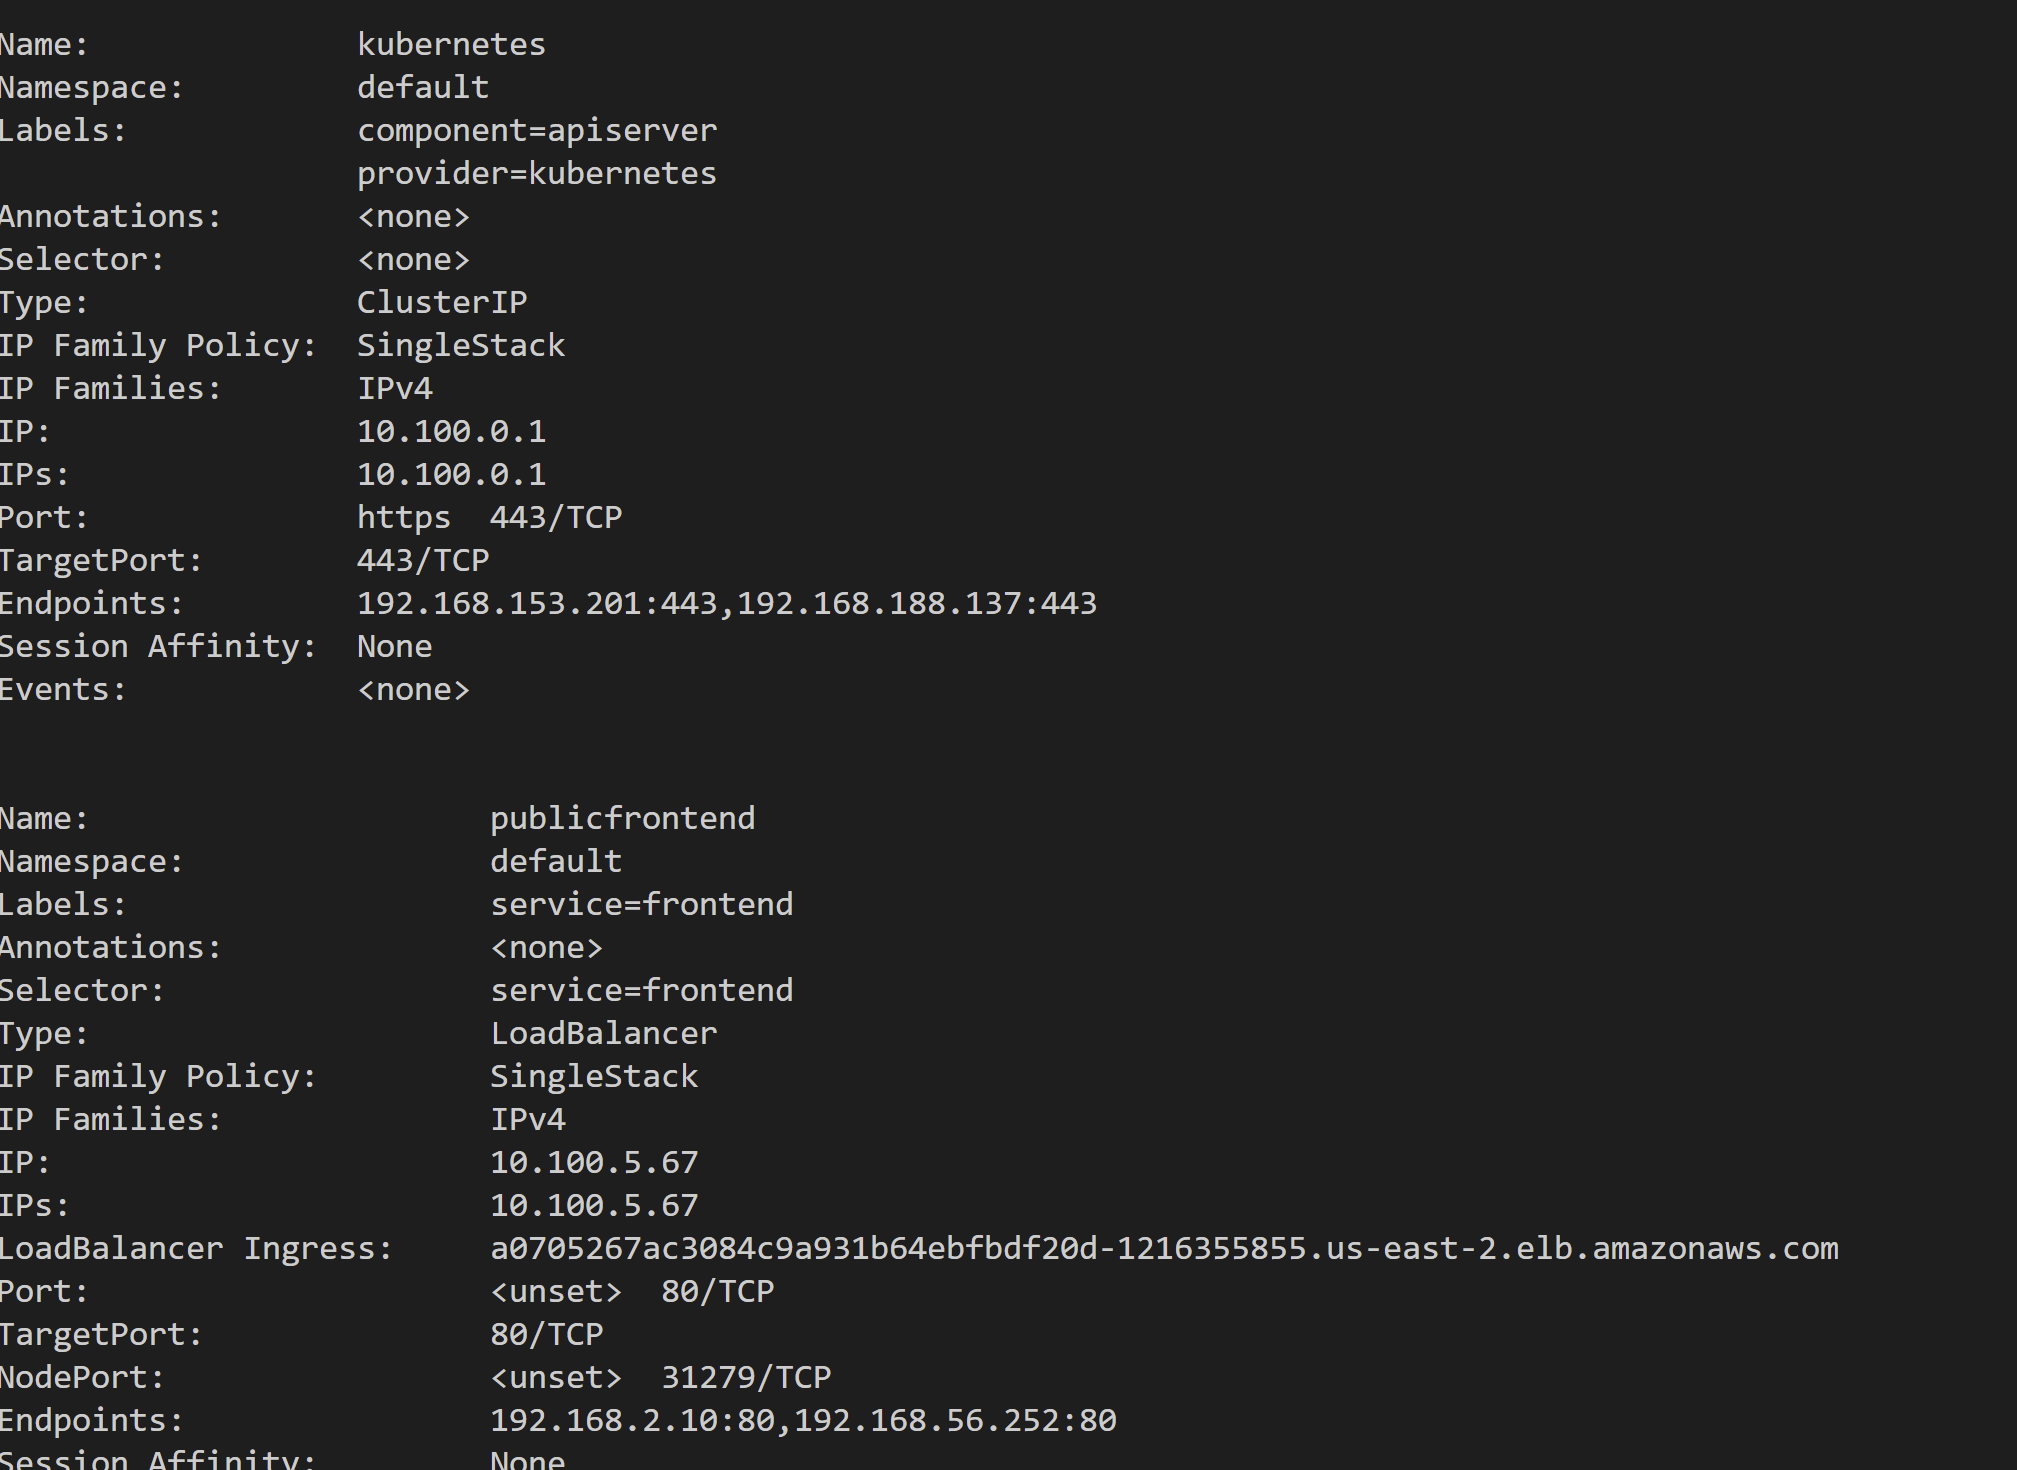 Name:              kubernetes
Namespace:         default
Labels:            component=apiserver
                   provider=kubernetes
Annotations:       <none>
Selector:          <none>
Type:              ClusterIP
IP Family Policy:  SingleStack
IP Families:       IPv4
IP:                10.100.0.1
IPs:               10.100.0.1
Port:              https  443/TCP
TargetPort:        443/TCP
Endpoints:         192.168.153.201:443,192.168.188.137:443
Session Affinity:  None
Events:            <none>
Name:                     publicfrontend
Namespace:                default
Labels:                   service=frontend
Annotations:              <none>
Selector:                 service=frontend
Type:                     LoadBalancer
IP Family Policy:         SingleStack
IP Families:              IPv4
IP:                       10.100.5.67
IPs:                      10.100.5.67
LoadBalancer Ingress:     a0705267ac3084c9a931b64ebfbdf20d-1216355855.us-east-2.elb.amazonaws.com
Port:                     <unset>  80/TCP
TargetPort:               80/TCP
NodePort:                 <unset>  31279/TCP
Endpoints:                192.168.2.10:80,192.168.56.252:80
Session Affinity:         None